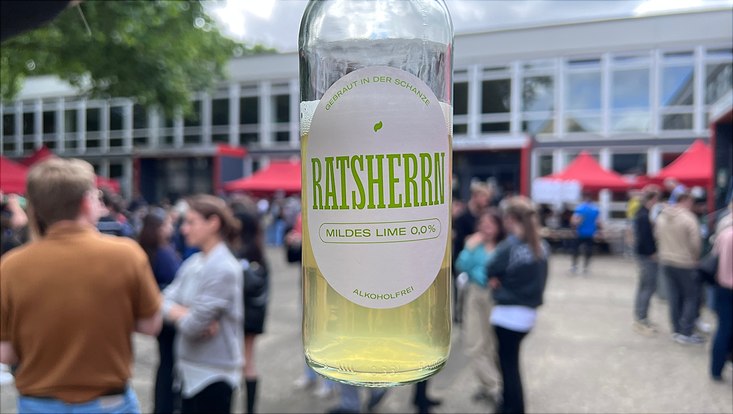 GEBRAUT IN DER SCHANZE
RATSHERRN
MILDES LIME 0.0%
ALKOHOLFREI